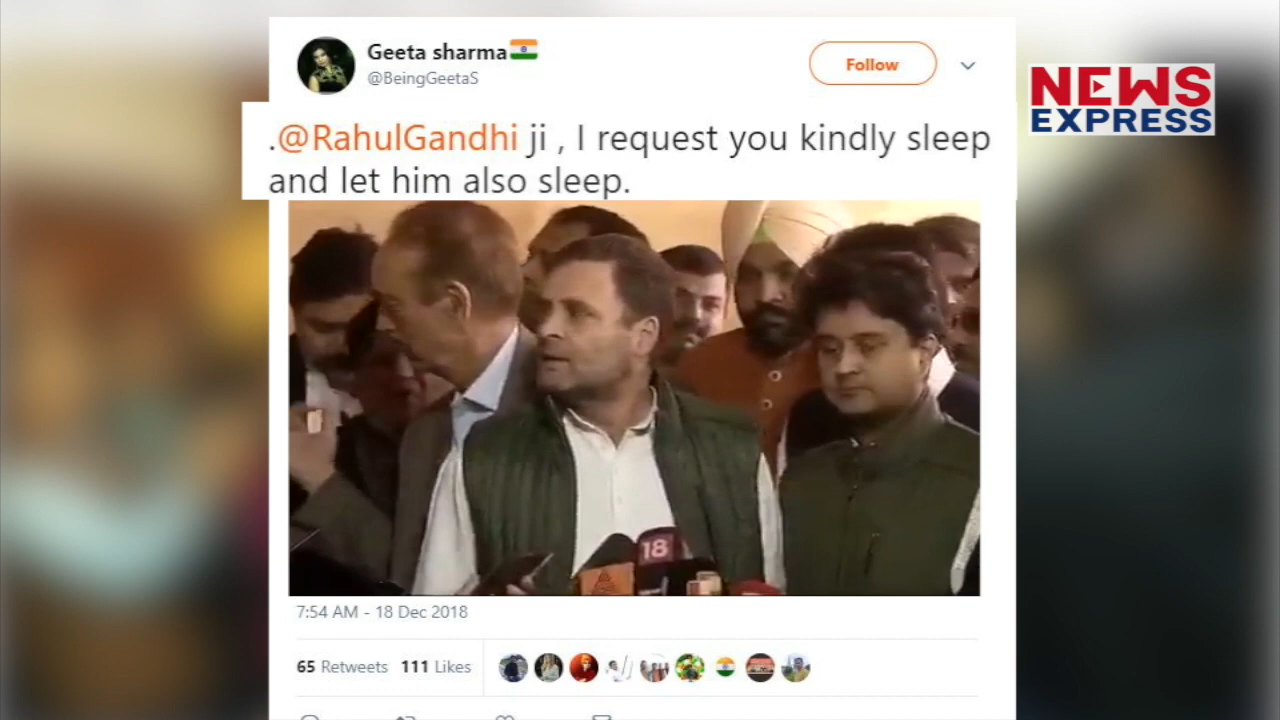 Geeta sharma
@BeingGeetaS
Follow
NEWS
EXPRESS
.@RahulGandhi ji , I request you kindly sleep
and let him also sleep.
18
7:54 AM - 18 Dec 2018
65 Retweets 111 Likes